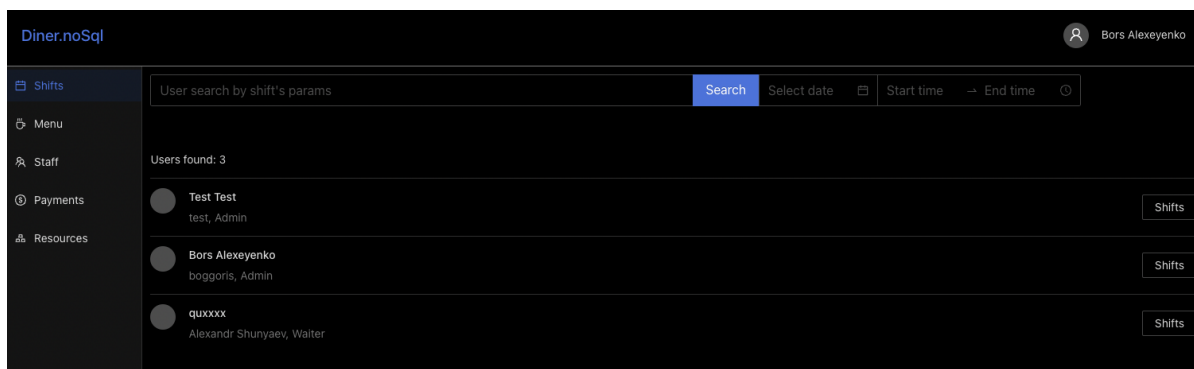 Diner.noSql
Bors Alexeyenko
Shifts
Menu
Staff
Payments
Resources
User search by shift's params
Search
Select date
Start time
End time
Users found: 3
Test Test
test, Admin
Shifts
Bors Alexeyenko
boggoris, Admin
Shifts
quxxxx
Alexandr Shunyaev, Waiter
Shifts